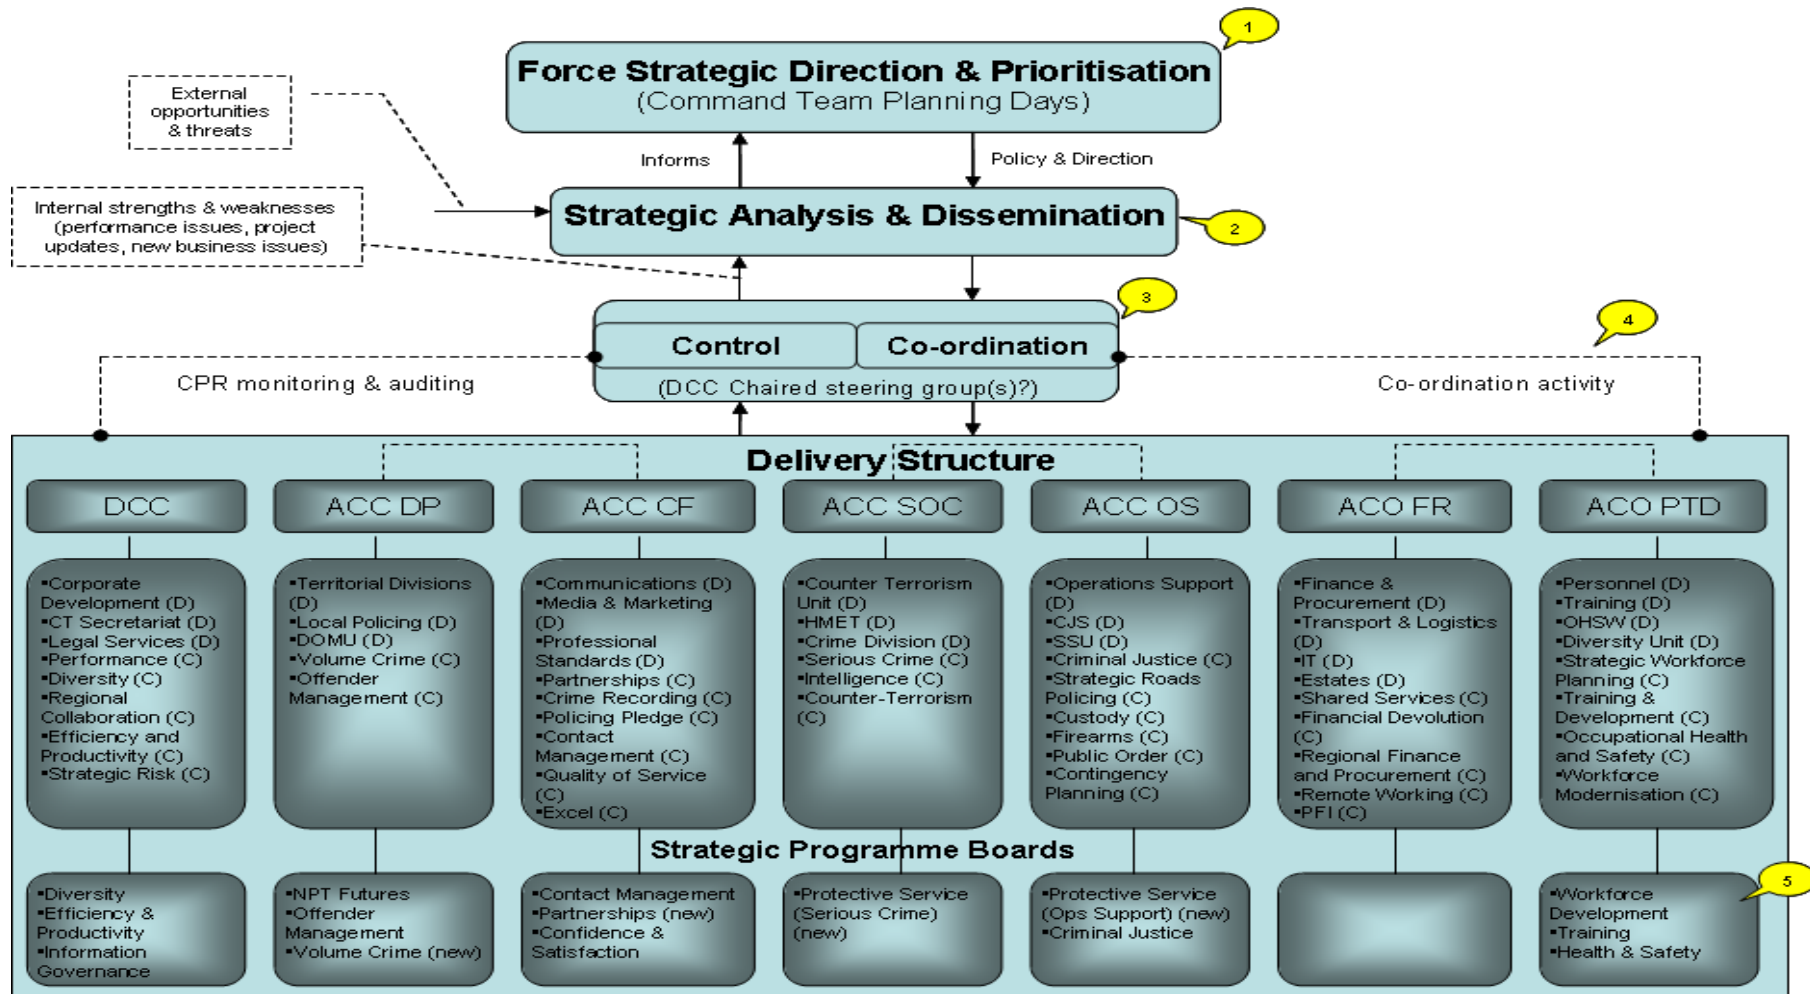 1
Force Strategic Direction & Prioritisation
(Command Team Planning Days)
External
opportunities
& threats
Informs
Policy & Direction
Internal strengths & weaknesses
(performance issues, project
updates, new business issues)
Strategic Analysis & Dissemination
2
3
4
Control
Co-ordination
(DCC Chaired steering group(s)?)
CPR monitoring & auditing
Co-ordination activity
Delivery Structure
DCC
ACC DP
ACC CF
ACC SOC
ACC OS
ACO FR
ACO PTD
▪Corporate
Development (D)
▪CT Secretariat (D)
▪Legal Services (D)
▪Performance (C)
▪Diversity (C)
▪Regional
Collaboration (C)
▪Efficiency and
Productivity (C)
▪Strategic Risk (C)
▪Territorial Divisions
(D)
▪Local Policing (D)
▪DOMU (D)
▪Volume Crime (C)
▪Offender
Management (C)
▪Communications (D)
▪Media & Marketing
(D)
▪Professional
Standards (D)
▪Partnerships (C)
▪Crime Recording (C)
▪Policing Pledge (C)
▪Contact
Management (C)
▪Quality of Service
(C)
▪Excel (C)
▪Counter Terrorism
Unit (D)
▪HMET (D)
▪Crime Division (D)
▪Serious Crime (C)
▪Intelligence (C)
▪Counter-Terrorism
(C)
▪Operations Support
(D)
▪CJS (D)
▪SSU (D)
▪Criminal Justice (C)
▪Strategic Roads
Policing (C)
▪Custody (C)
▪Firearms (C)
▪Public Order (C)
▪Contingency
Planning (C)
▪Finance &
Procurement (D)
▪Transport & Logistics
(D)
▪IT (D)
▪Estates (D)
▪Shared Services (C)
▪Financial Devolution
(C)
▪Regional Finance
and Procurement (C)
▪Remote Working (C)
▪PFI (C)
▪Personnel (D)
▪Training (D)
▪OHSW (D)
▪Diversity Unit (D)
▪Strategic Workforce
Planning (C)
▪Training &
Development (C)
▪Occupational Health
and Safety (C)
▪Workforce
Modernisation (C)
Strategic Programme Boards
▪Diversity
▪Efficiency &
Productivity
▪Information
Governance
▪NPT Futures
▪Offender
Management
▪Volume Crime (new)
▪Contact Management
▪Partnerships (new)
▪Confidence &
Satisfaction
▪Protective Service
(Serious Crime)
(new)
▪Protective Service
(Ops Support) (new)
▪Criminal Justice
▪Workforce
Development
▪Training
▪Health & Safety
5